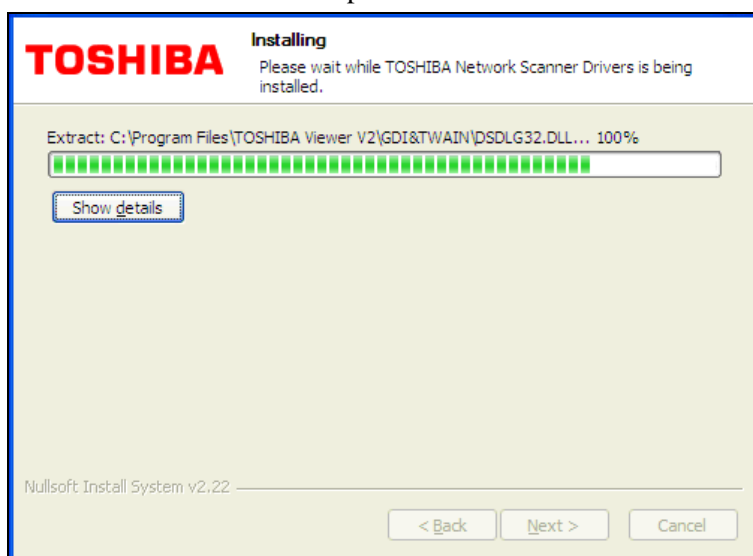 TOSHIBA
Installing
Please wait while TOSHIBA Network Scanner Drivers is being
installed.
Extract: C:\Program Files\TOSHIBA Viewer V2\GDI&TWAIN\DSDLG32.DLL... 100%
Show details
Nullsoft Install System v2.22
< Back Next > Cancel